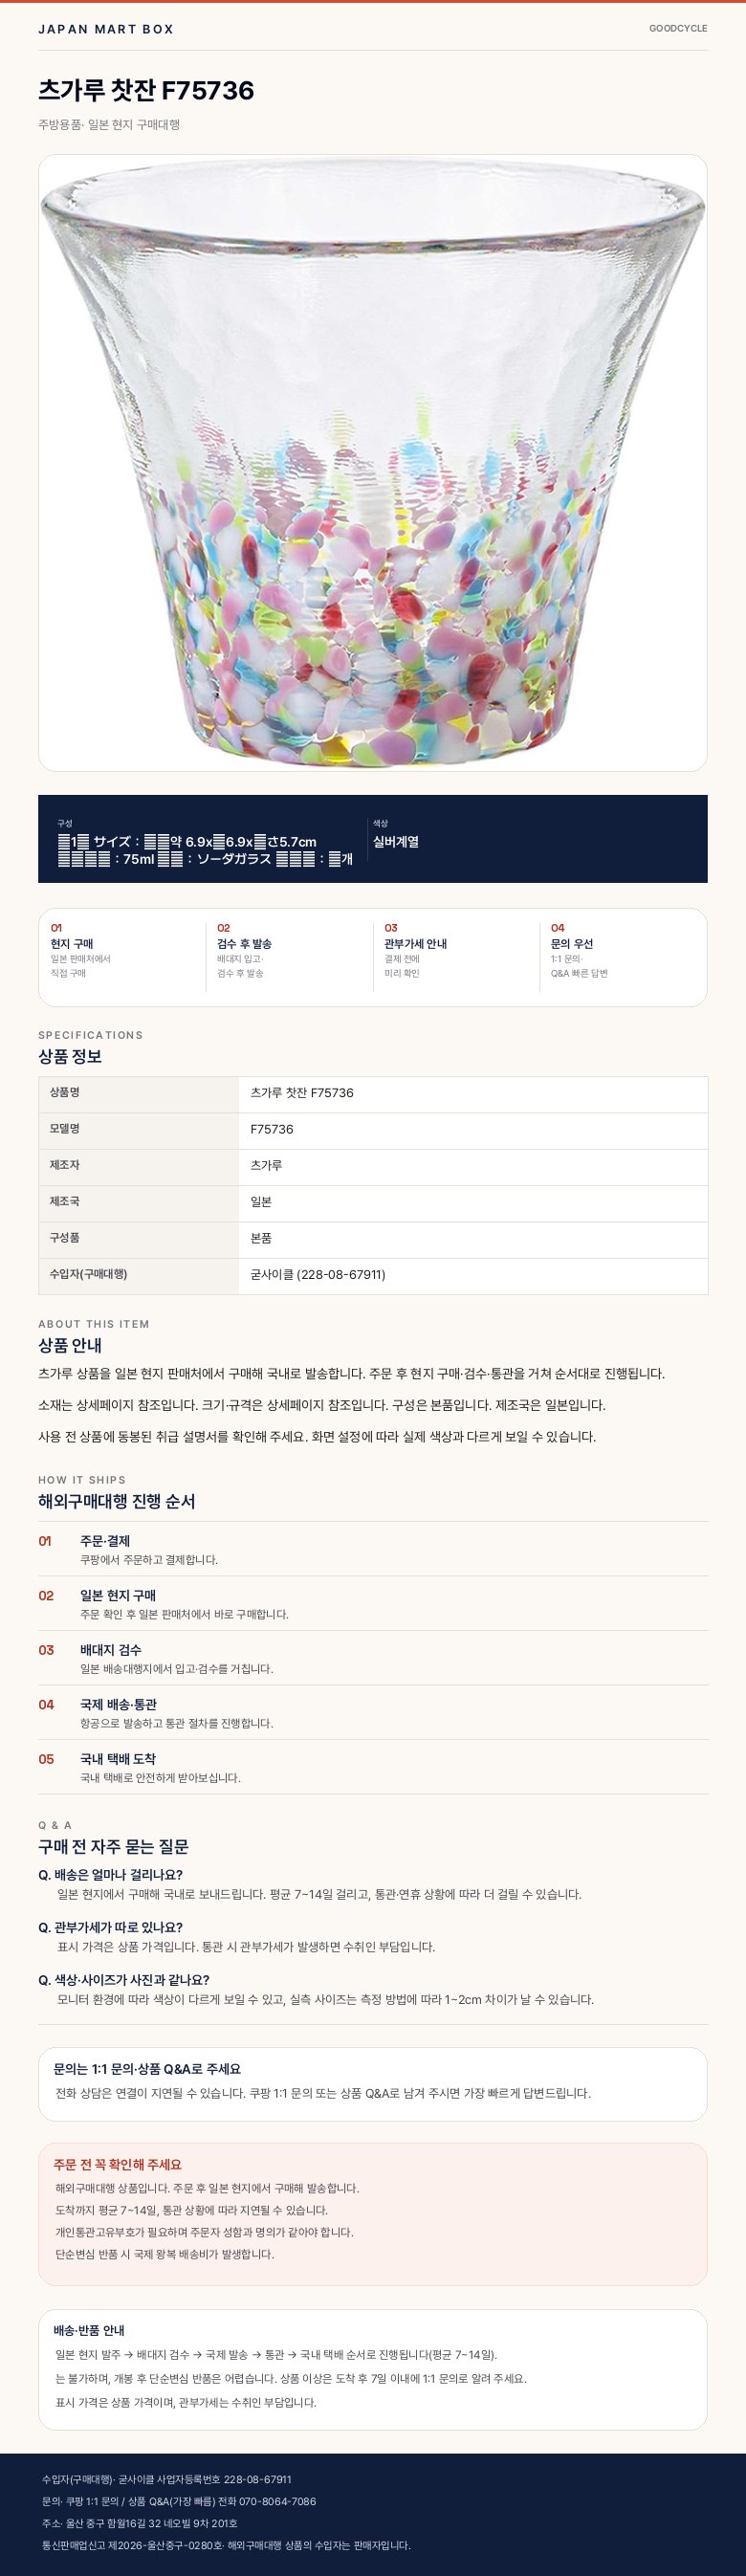 JAPAN MART BOX
GOODCYCLE
츠가루 찻잔 F75736
주방용품· 일본 현지 구매대행
구성
1 サイズ : 약 6.9x 6.9x さ5.7cm
: 75ml : ソーダガラス : 개
색상
실버계열
01
현지 구매
일본 판매처에서
직접 구매
02
검수 후 발송
배대지 입고·
검수 후 발송
03
관부가세 안내
결제 전에
미리 확인
04
문의 우선
1:1 문의·
Q&A 빠른 답변
SPECIFICATIONS
상품 정보
상품명 츠가루 찻잔 F75736
모델명 F75736
제조자 츠가루
제조국 일본
구성품 본품
수입자(구매대행) 굳사이클 (228-08-67911)
ABOUT THIS ITEM
상품 안내
츠가루 상품을 일본 현지 판매처에서 구매해 국내로 발송합니다. 주문 후 현지 구매·검수·통관을 거쳐 순서대로 진행됩니다.
소재는 상세페이지 참조입니다. 크기·규격은 상세페이지 참조입니다. 구성은 본품입니다. 제조국은 일본입니다.
사용 전 상품에 동봉된 취급 설명서를 확인해 주세요. 화면 설정에 따라 실제 색상과 다르게 보일 수 있습니다.
HOW IT SHIPS
해외구매대행 진행 순서
01 주문·결제
쿠팡에서 주문하고 결제합니다.
02 일본 현지 구매
주문 확인 후 일본 판매처에서 바로 구매합니다.
03 배대지 검수
일본 배송대행지에서 입고·검수를 거칩니다.
04 국제 배송·통관
항공으로 발송하고 통관 절차를 진행합니다.
05 국내 택배 도착
국내 택배로 안전하게 받아보십니다.
Q & A
구매 전 자주 묻는 질문
Q. 배송은 얼마나 걸리나요?
일본 현지에서 구매해 국내로 보내드립니다. 평균 7~14일 걸리고, 통관·연휴 상황에 따라 더 걸릴 수 있습니다.
Q. 관부가세가 따로 있나요?
표시 가격은 상품 가격입니다. 통관 시 관부가세가 발생하면 수취인 부담입니다.
Q. 색상·사이즈가 사진과 같나요?
모니터 환경에 따라 색상이 다르게 보일 수 있고, 실측 사이즈는 측정 방법에 따라 1~2cm 차이가 날 수 있습니다.
문의는 1:1 문의·상품 Q&A로 주세요
전화 상담은 연결이 지연될 수 있습니다. 쿠팡 1:1 문의 또는 상품 Q&A로 남겨 주시면 가장 빠르게 답변드립니다.
주문 전 꼭 확인해 주세요
해외구매대행 상품입니다. 주문 후 일본 현지에서 구매해 발송합니다.
도착까지 평균 7~14일, 통관 상황에 따라 지연될 수 있습니다.
개인통관고유부호가 필요하며 주문자 성함과 명의가 같아야 합니다.
단순변심 반품 시 국제 왕복 배송비가 발생합니다.
배송·반품 안내
일본 현지 발주 → 배대지 검수 → 국제 발송 → 통관 → 국내 택배 순서로 진행됩니다(평균 7~14일).
는 불가하며, 개봉 후 단순변심 반품은 어렵습니다. 상품 이상은 도착 후 7일 이내에 1:1 문의로 알려 주세요.
표시 가격은 상품 가격이며, 관부가세는 수취인 부담입니다.
수입자(구매대행)· 굳사이클 사업자등록번호 228-08-67911
문의· 쿠팡 1:1 문의 / 상품 Q&A(가장 빠름) 전화 070-8064-7086
주소· 울산 중구 함월16길 32 네오빌 9차 201호
통신판매업신고 제2026-울산중구-0280호· 해외구매대행 상품의 수입자는 판매자입니다.